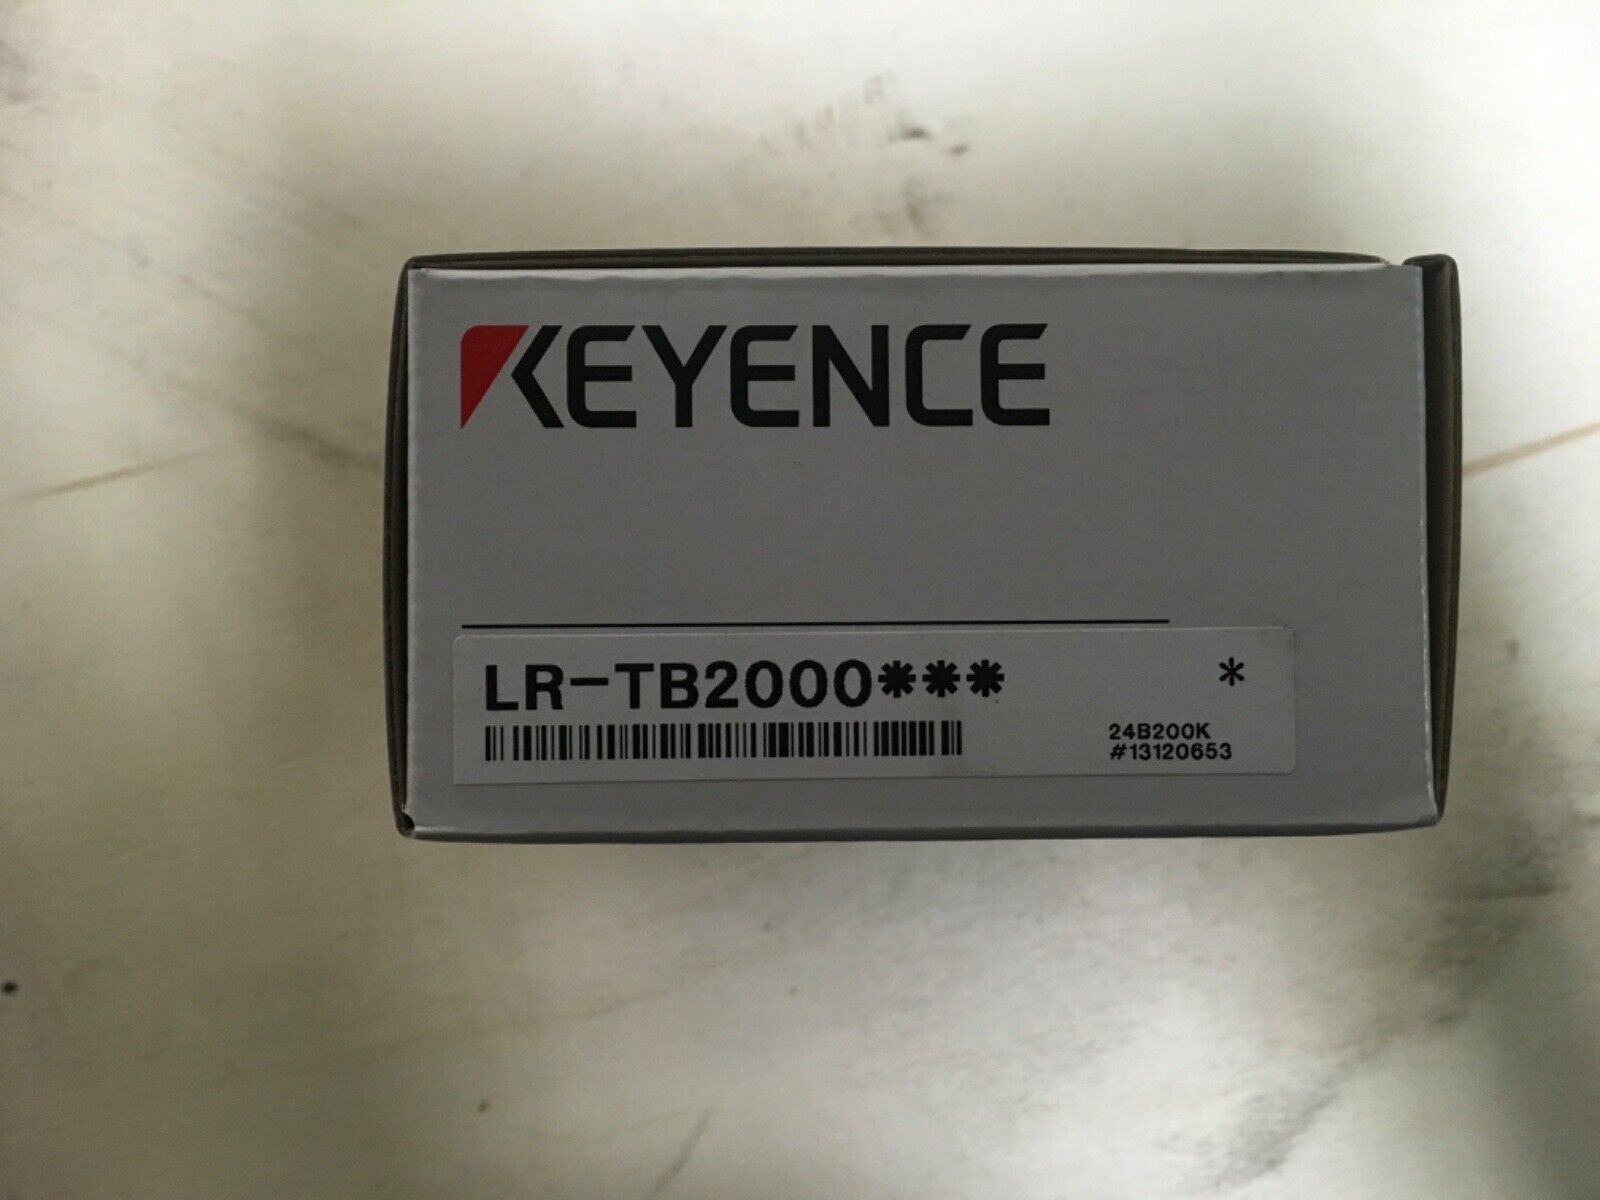 KEYENCE
LR-TB2000*** *
24B200K
#13120653